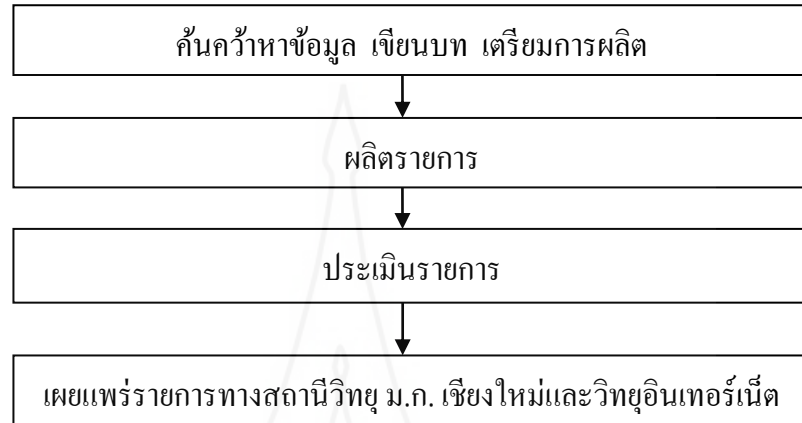 ค้นคว้าหาข้อมูล เขียนบท เตรียมการผลิต
ผลิตรายการ
ประเมินรายการ
เผยแพร่รายการทางสถานีวิทยุ ม.ก. เชียงใหม่และวิทยุอินเทอร์เน็ต